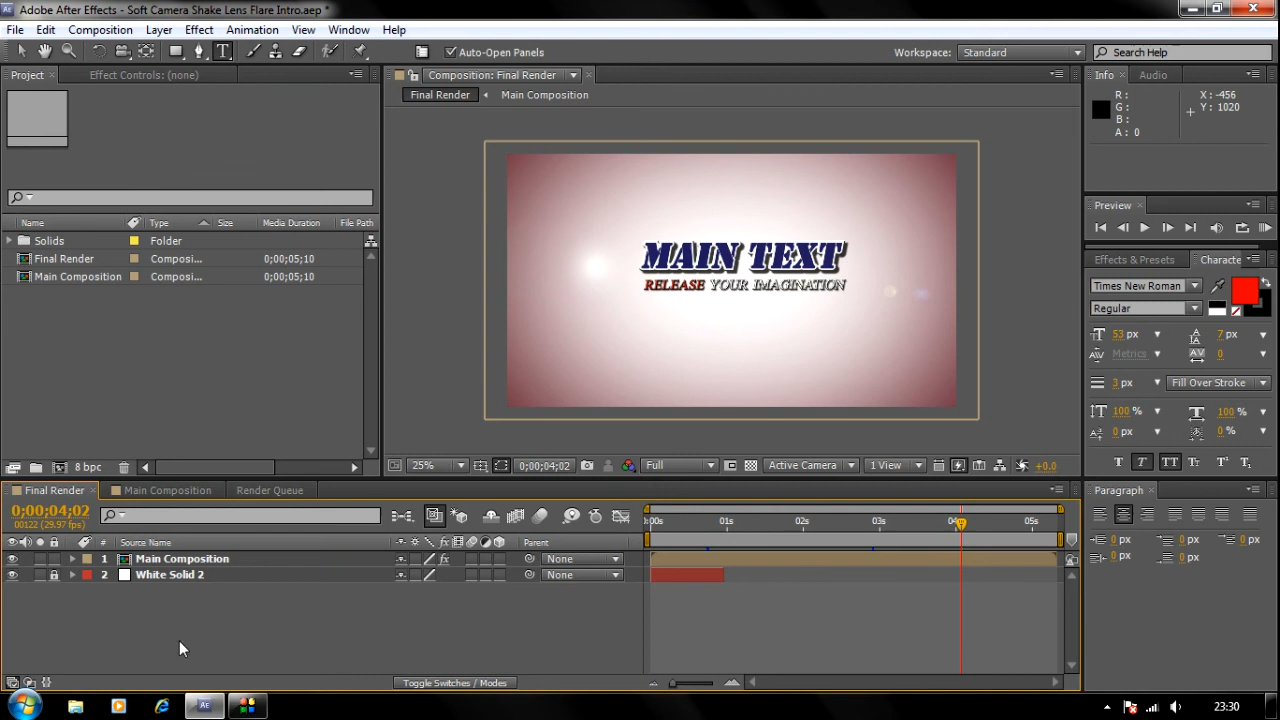 Adobe After Effects - Soft Camera Shake Lens Flare Intro.aep *
File Edit Composition Layer Effect Animation View Window Help
Auto-Open Panels Workspace: Standard Search Help
Project Effect Controls: (none)
Composition: Final Render
Final Render Main Composition
Info Audio
R :
G :
B :
A : 0
X : -456
Y : 1020
Preview
Name Type Size Media Duration File Path
Solids Folder
Final Render Composi... 0;00;05;10
Main Composition Composi... 0;00;05;10
MAIN TEXT
RELEASE YOUR IMAGINATION
Effects & Presets Characte
Times New Roman
Regular
53 px 7 px
Metrics 0
3 px Fill Over Stroke
100 % 100 %
0 px 0 %
T T TT Tт T¹ T₁
8 bpc
25% 0;00;04;02 Full Active Camera 1 View +0.0
Final Render Main Composition Render Queue
Paragraph
0 px 0 px 0 px
0 px 0 px
0;00;04;02
00122 (29.97 fps)
Source Name Parent
1 Main Composition None
2 White Solid 2 None
:00s 01s 02s 03s 04s 05s
Toggle Switches / Modes
23:30